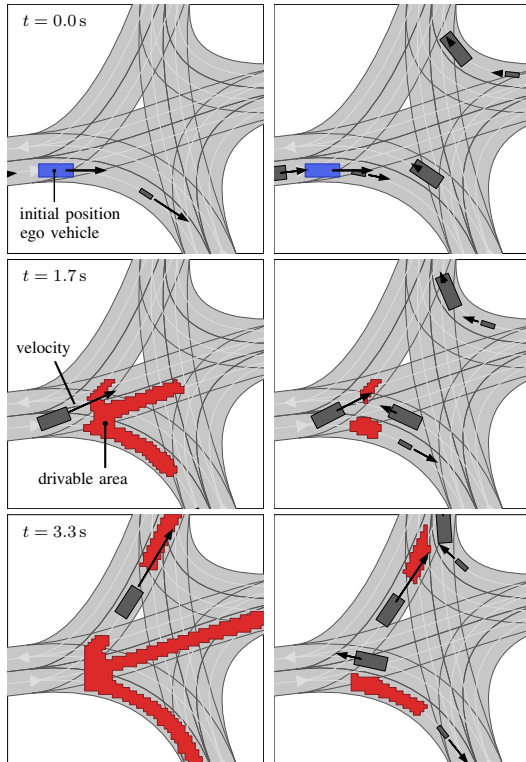 t = 0.0 s
initial position
ego vehicle
t = 1.7 s
velocity
drivable area
t = 3.3 s